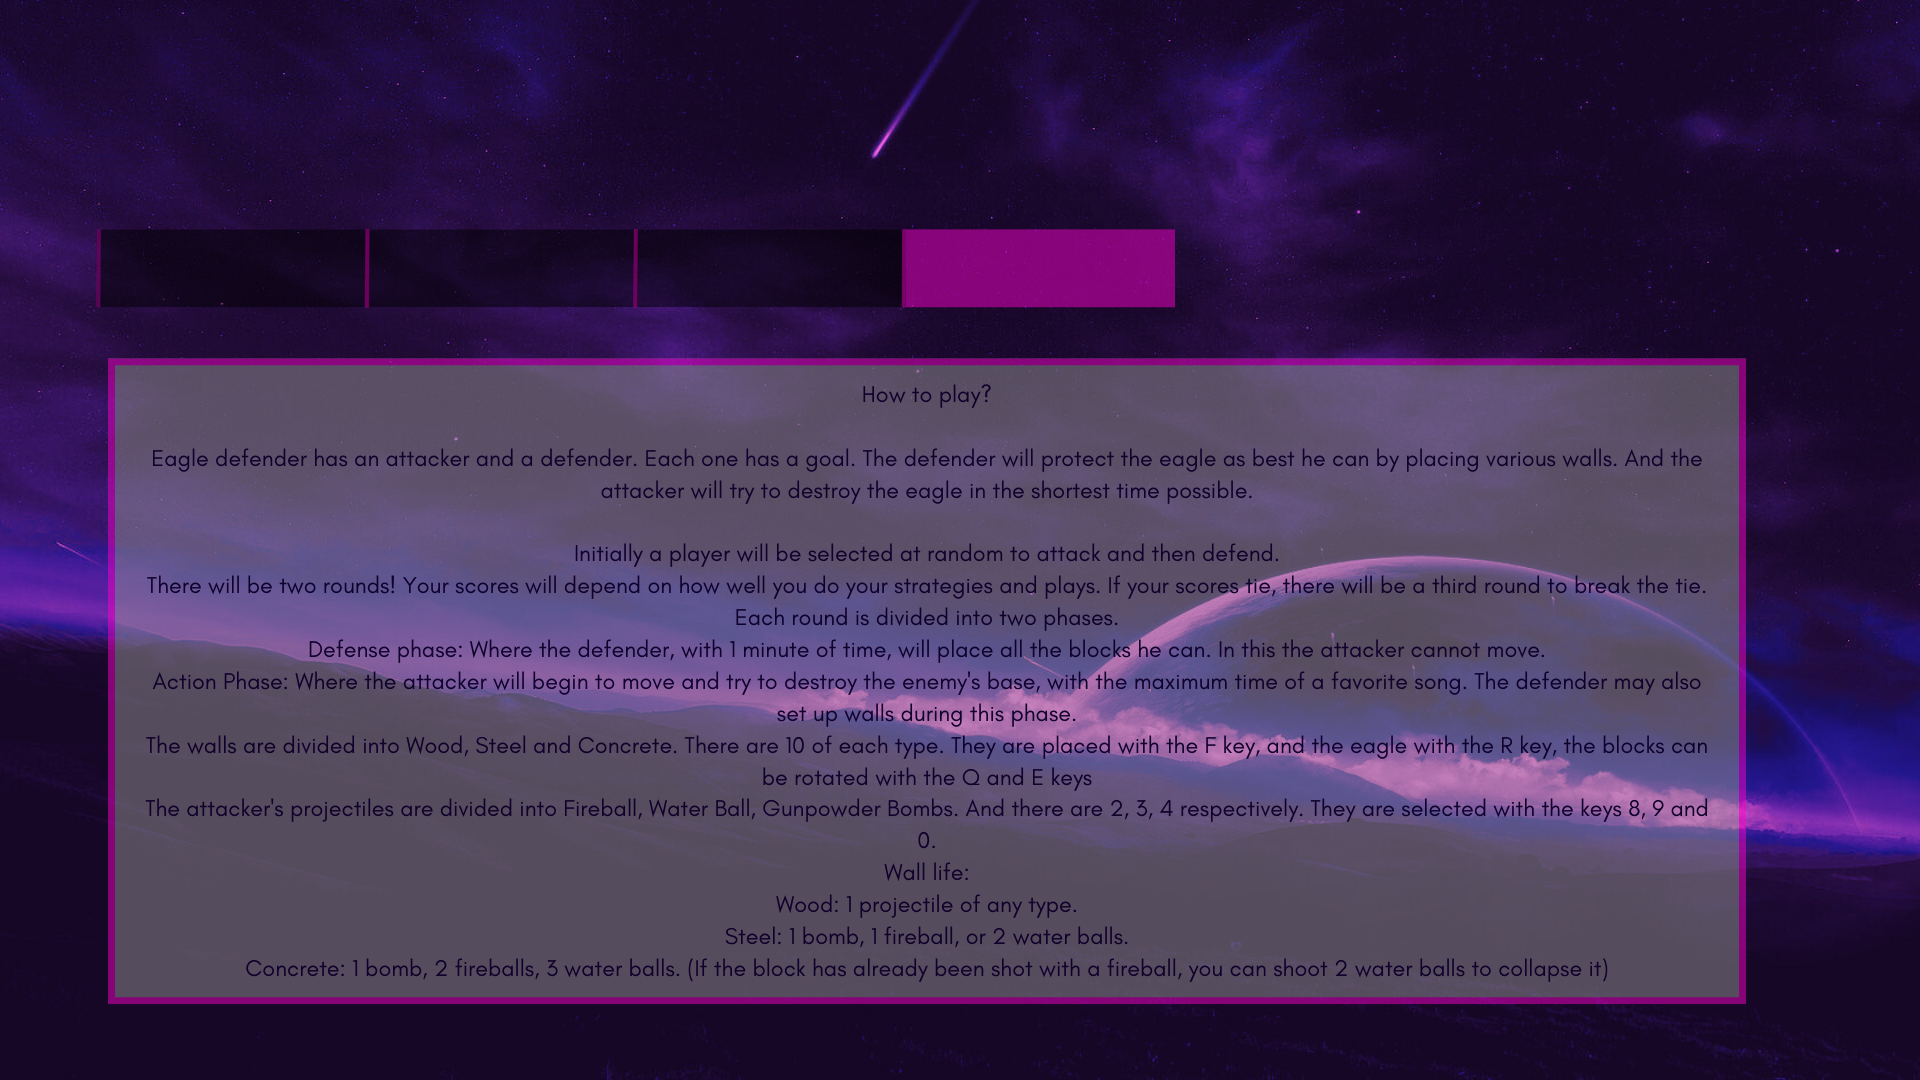 How to play?
Eagle defender has an attacker and a defender. Each one has a goal. The defender will protect the eagle as best he can by placing various walls. And the
attacker will try to destroy the eagle in the shortest time possible.
Initially a player will be selected at random to attack and then defend.
There will be two rounds! Your scores will depend on how well you do your strategies and plays. If your scores tie, there will be a third round to break the tie.
Each round is divided into two phases.
Defense phase: Where the defender, with 1 minute of time, will place all the blocks he can. In this the attacker cannot move.
Action Phase: Where the attacker will begin to move and try to destroy the enemy's base, with the maximum time of a favorite song. The defender may also
set up walls during this phase.
The walls are divided into Wood, Steel and Concrete. There are 10 of each type. They are placed with the F key, and the eagle with the R key, the blocks can
be rotated with the Q and E keys
The attacker's projectiles are divided into Fireball, Water Ball, Gunpowder Bombs. And there are 2, 3, 4 respectively. They are selected with the keys 8, 9 and
0.
Wall life:
Wood: 1 projectile of any type.
Steel: 1 bomb, 1 fireball, or 2 water balls.
Concrete: 1 bomb, 2 fireballs, 3 water balls. (If the block has already been shot with a fireball, you can shoot 2 water balls to collapse it)